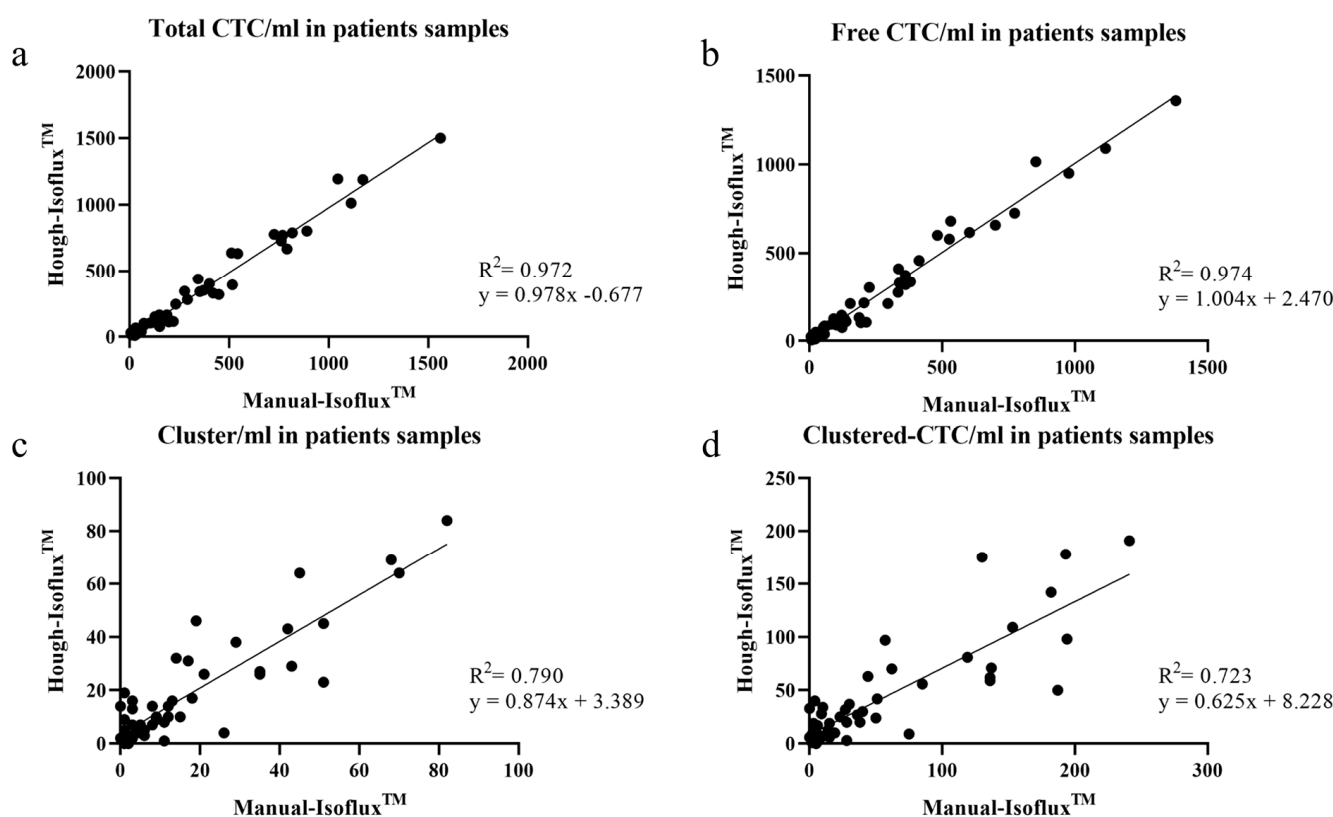 a
Total CTC/ml in patients samples
Hough-Isoflux™
2000
1500
1000
500
0
0
500
1000
1500
2000
R²= 0.972
y = 0.978x -0.677
Manual-Isoflux™
b
Free CTC/ml in patients samples
Hough-Isoflux™
1500
1000
500
0
0
500
1000
1500
R²= 0.974
y = 1.004x + 2.470
Manual-Isoflux™
c
Cluster/ml in patients samples
Hough-Isoflux™
100
80
60
40
20
0
0
20
40
60
80
100
R²= 0.790
y = 0.874x + 3.389
Manual-Isoflux™
d
Clustered-CTC/ml in patients samples
Hough-Isoflux™
250
200
150
100
50
0
0
100
200
300
R²= 0.723
y = 0.625x + 8.228
Manual-Isoflux™